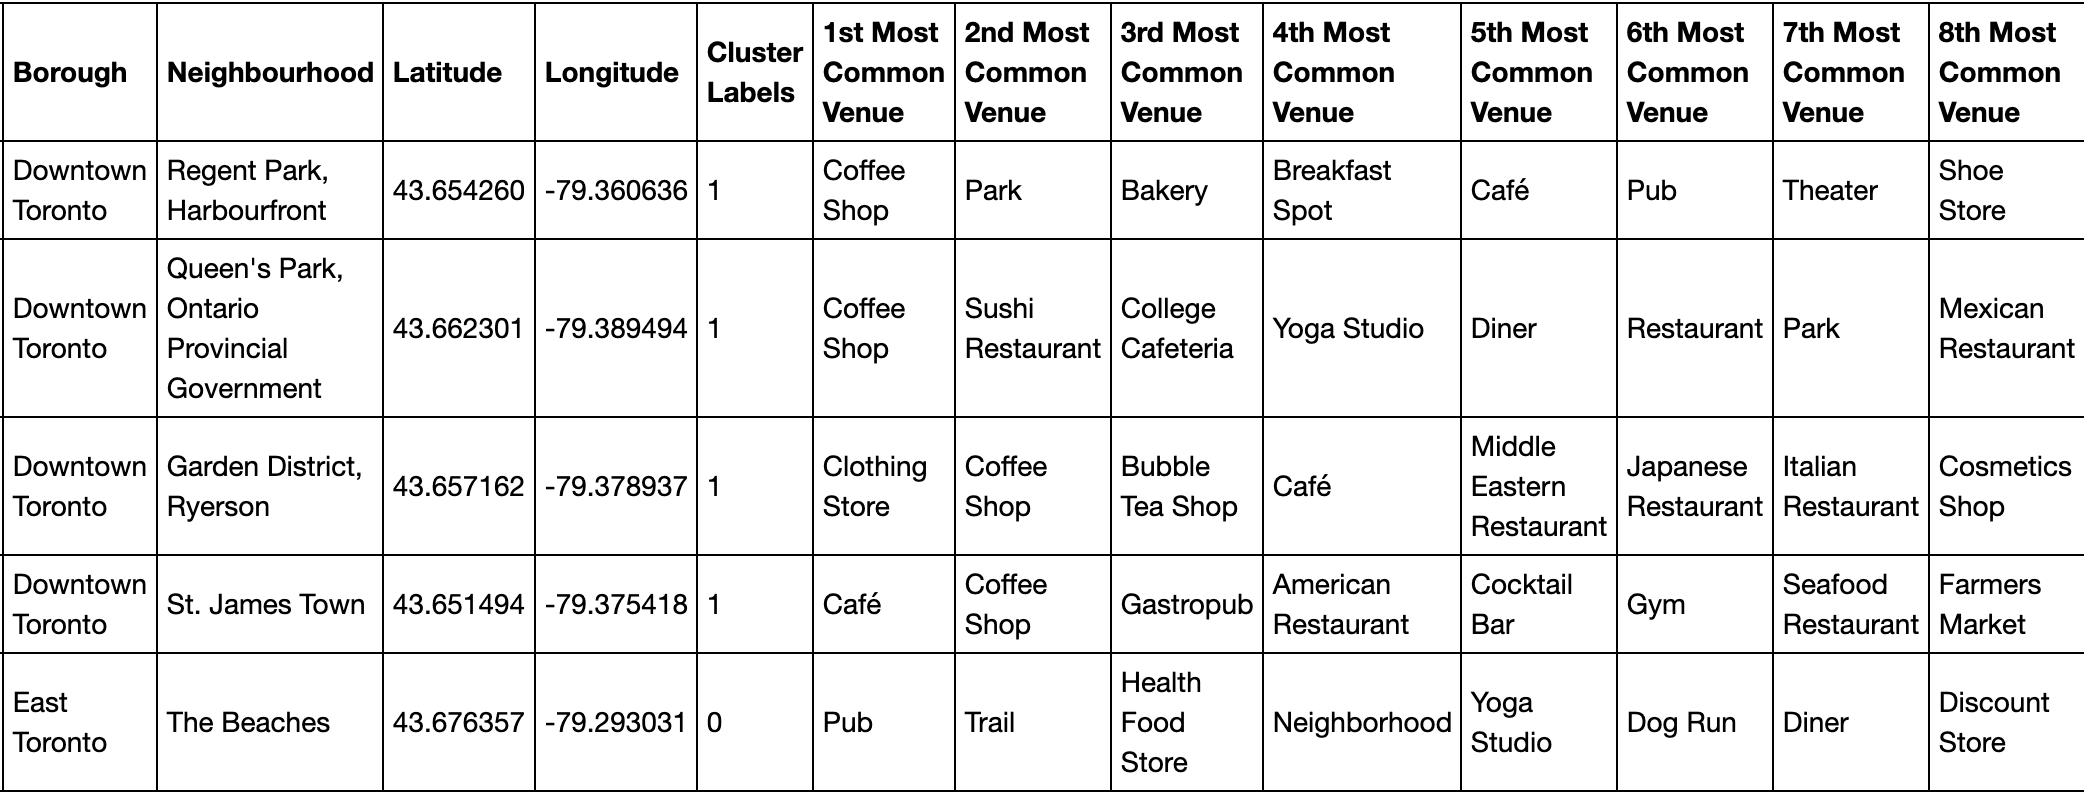 Borough Neighbourhood Latitude Longitude Cluster Labels 1st Most Common Venue 2nd Most Common Venue 3rd Most Common Venue 4th Most Common Venue 5th Most Common Venue 6th Most Common Venue 7th Most Common Venue 8th Most Common Venue
Downtown Toronto Regent Park, Harbourfront 43.654260 -79.360636 1 Coffee Shop Park Bakery Breakfast Spot Café Pub Theater Shoe Store
Downtown Toronto Queen's Park, Ontario Provincial Government 43.662301 -79.389494 1 Coffee Shop Sushi Restaurant College Cafeteria Yoga Studio Diner Restaurant Park Mexican Restaurant
Downtown Toronto Garden District, Ryerson 43.657162 -79.378937 1 Clothing Store Coffee Shop Bubble Tea Shop Café Middle Eastern Restaurant Japanese Restaurant Italian Restaurant Cosmetics Shop
Downtown Toronto St. James Town 43.651494 -79.375418 1 Café Coffee Shop Gastropub American Restaurant Cocktail Bar Gym Seafood Restaurant Farmers Market
East Toronto The Beaches 43.676357 -79.293031 0 Pub Trail Health Food Store Neighborhood Yoga Studio Dog Run Diner Discount Store